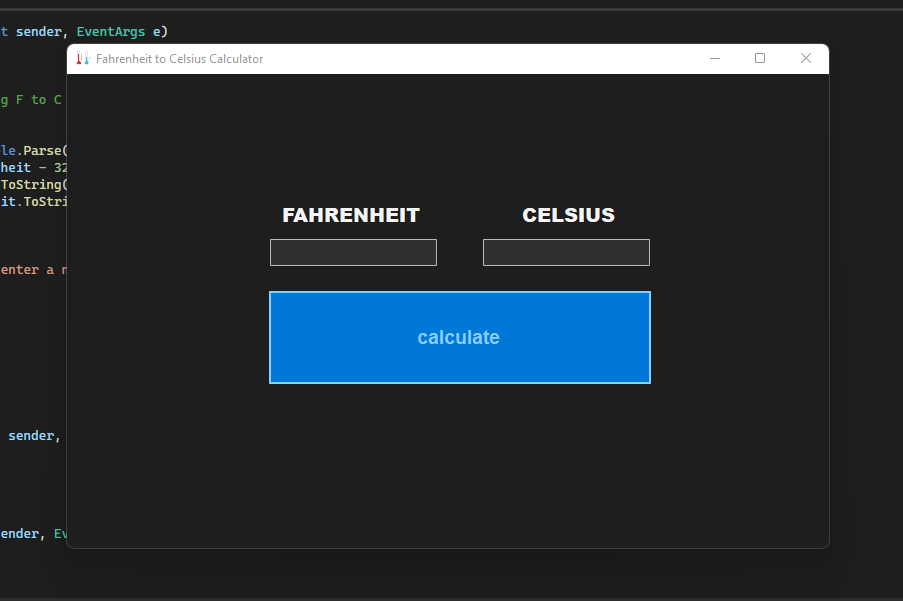 t sender, EventArgs e)
Fahrenheit to Celsius Calculator
g F to C
le.Parse(
heit - 32
ToString(
it.ToStri
FAHRENHEIT CELSIUS
enter a n
calculate
sender,
ender, Ev